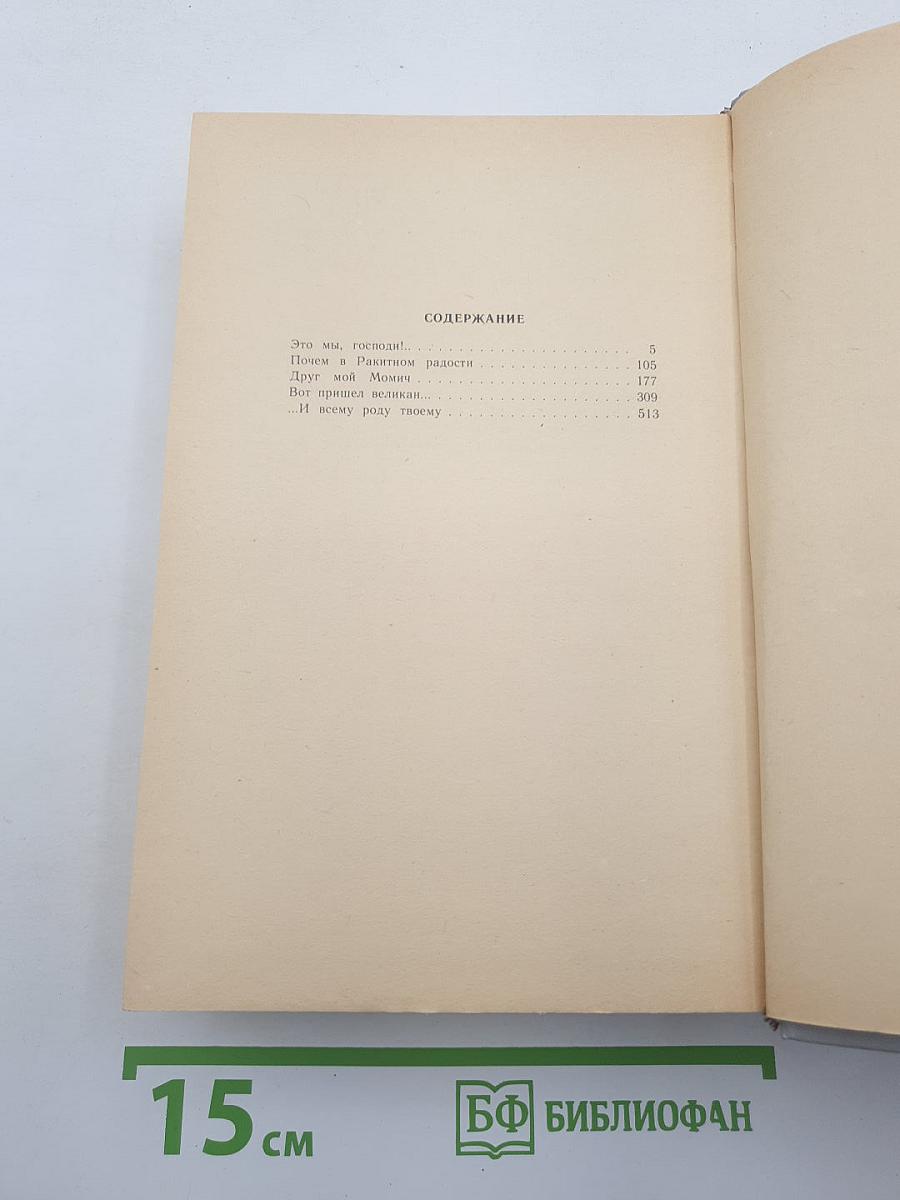 СОДЕРЖАНИЕ
Это мы, господи!.. . . . . . . . . . . . . . . . . . . . . . 5
Почем в Ракитном радости . . . . . . . . . . . . . . . 105
Друг мой Момич . . . . . . . . . . . . . . . . . . . . . 177
Вот пришел великан... . . . . . . . . . . . . . . . . . . . 309
...И всему роду твоему . . . . . . . . . . . . . . . . . . 513
15 см
БФ БИБЛИОФАН